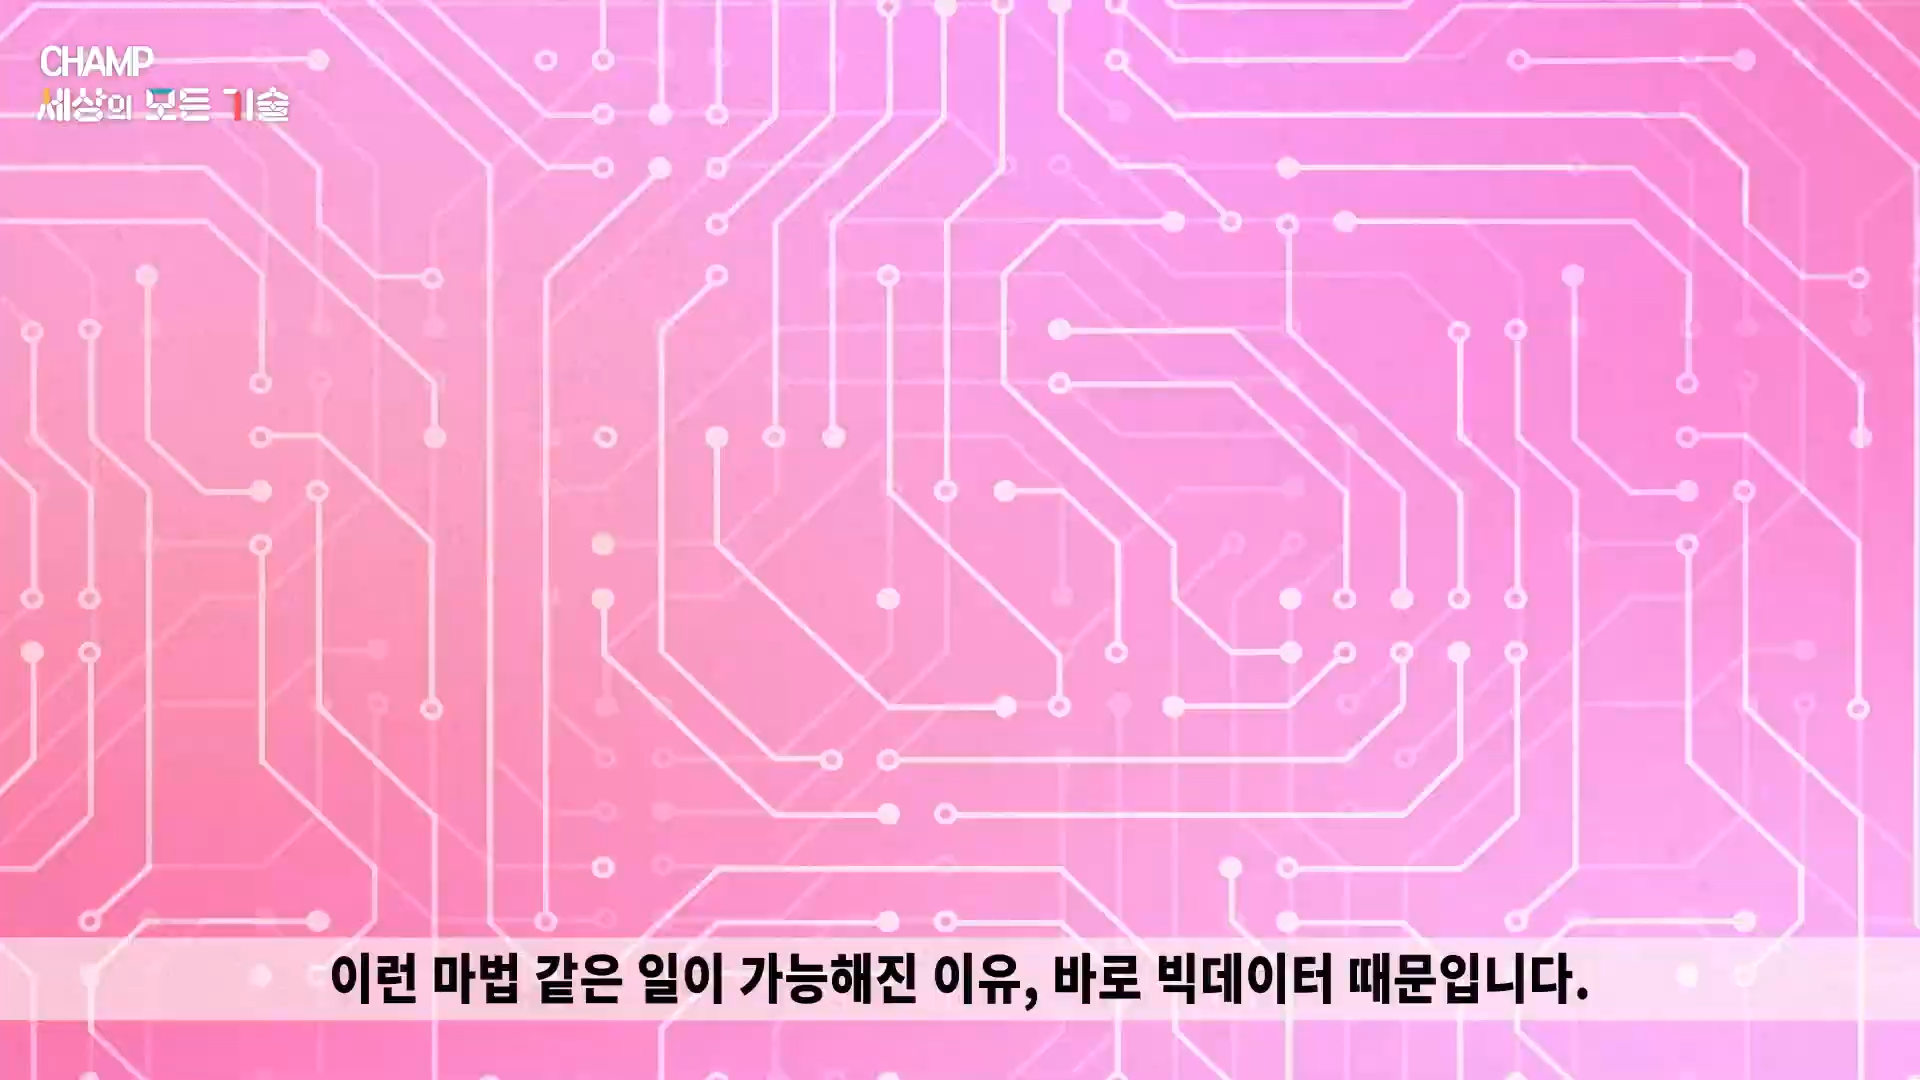 CHAMP
세상의 모든 기술
이런 마법 같은 일이 가능해진 이유, 바로 빅데이터 때문입니다.